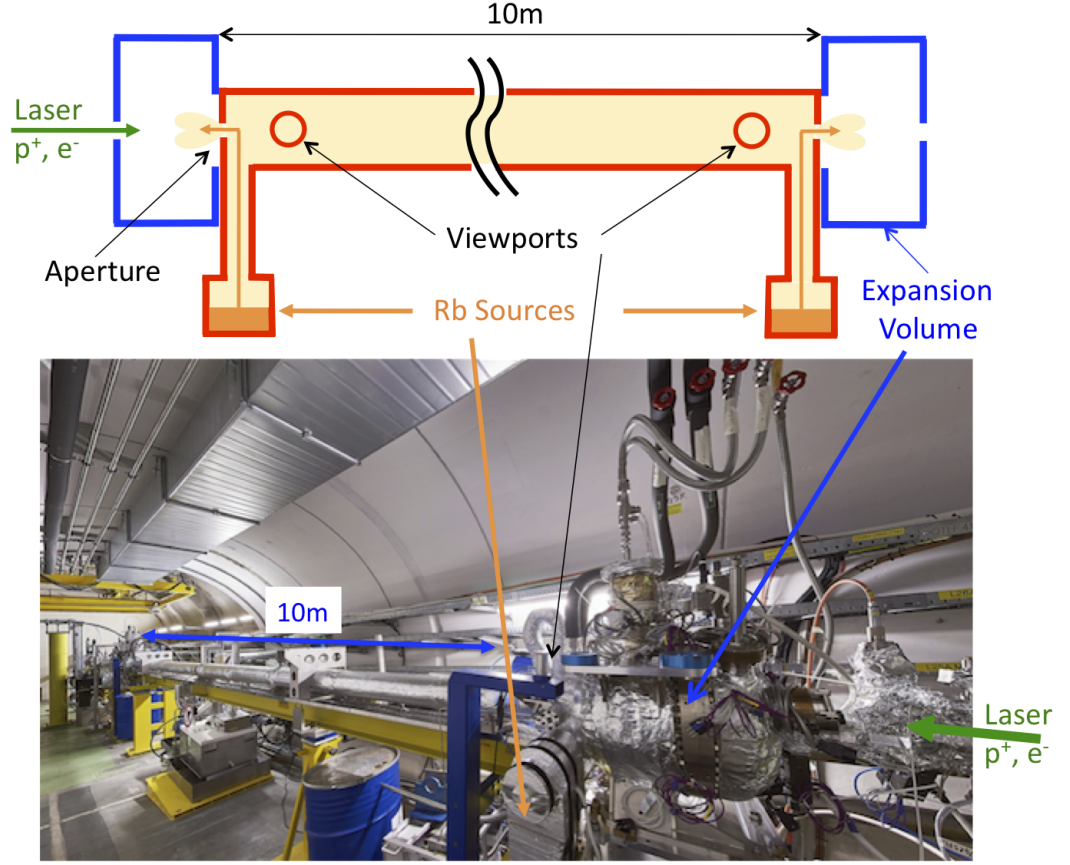 10m
Laser
p⁺, e⁻
Aperture
Viewports
Rb Sources
Expansion
Volume
10m
Laser
p⁺, e⁻